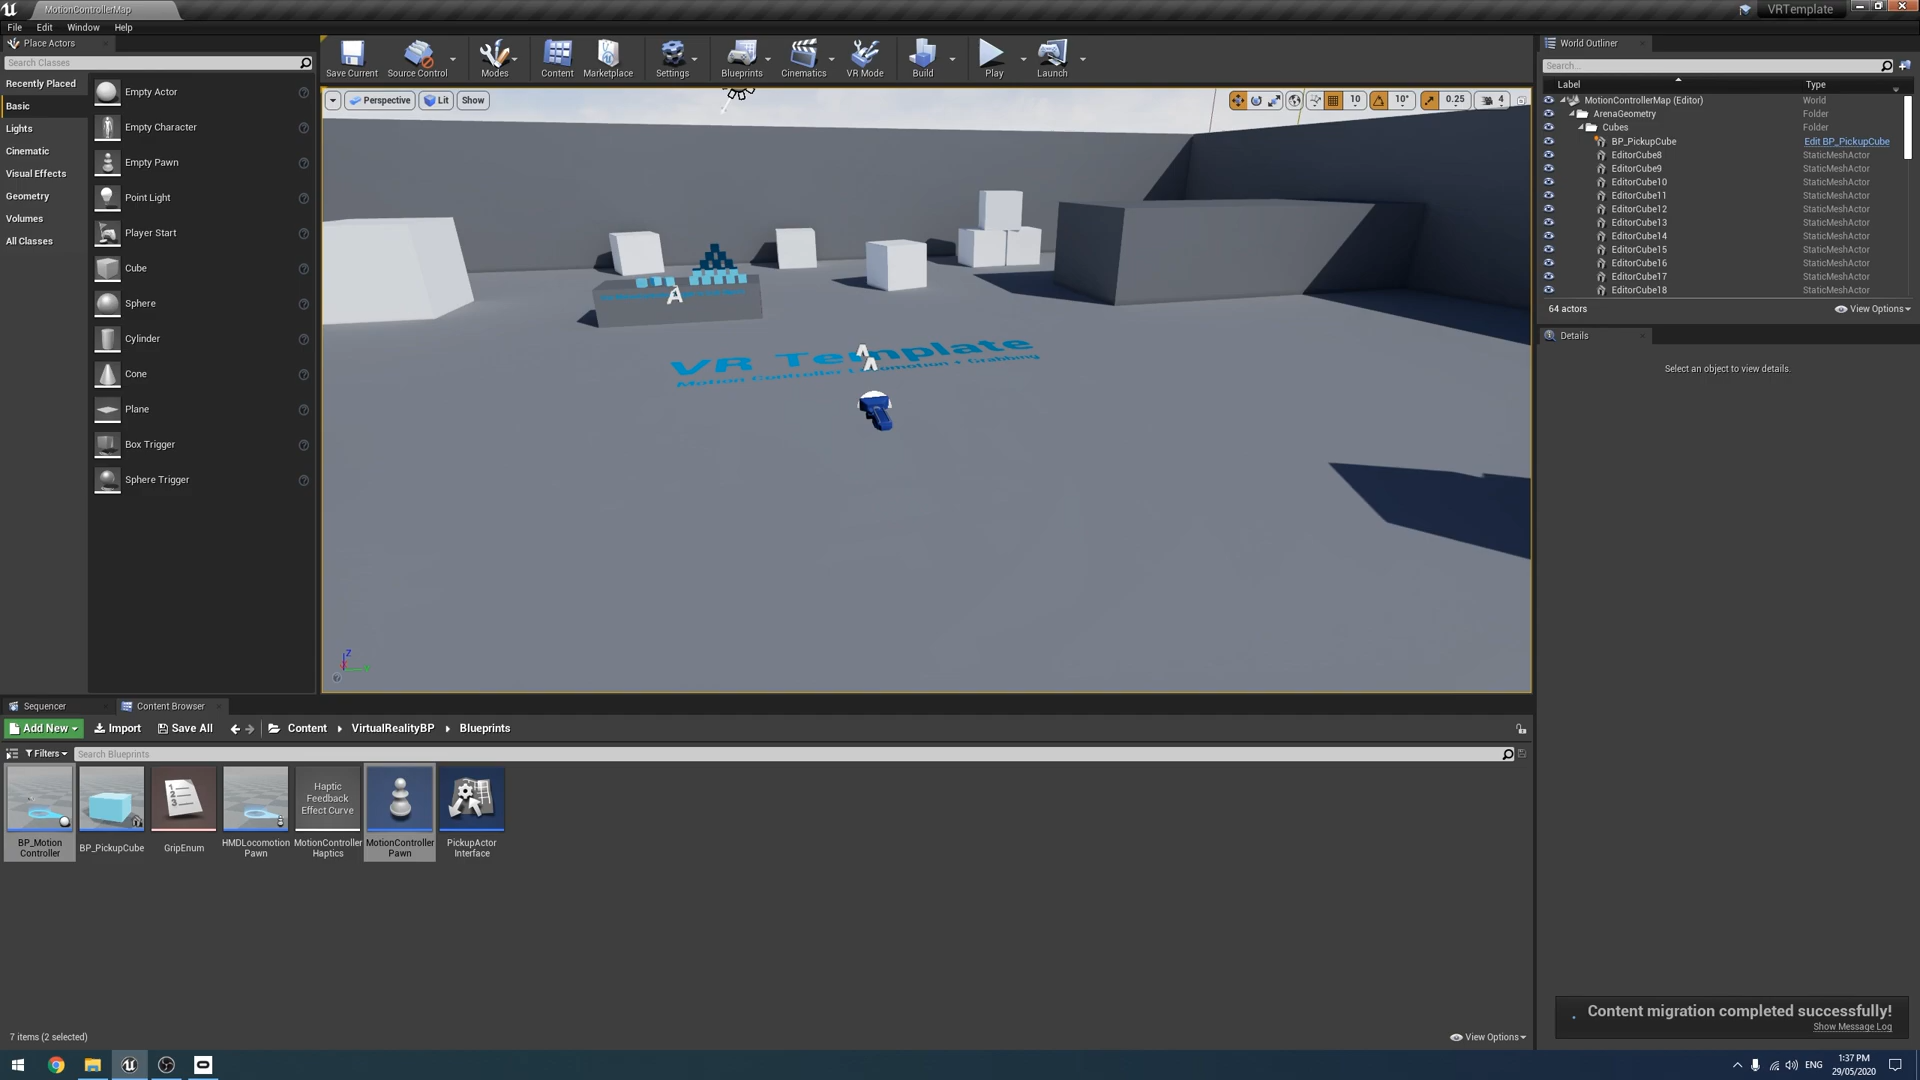 MotionControllerMap
VRTemplate
File Edit Window Help
Place Actors
Search Classes
Recently Placed
Basic
Lights
Cinematic
Visual Effects
Geometry
Volumes
All Classes
Empty Actor
Empty Character
Empty Pawn
Point Light
Player Start
Cube
Sphere
Cylinder
Cone
Plane
Box Trigger
Sphere Trigger
Save Current Source Control Modes Content Marketplace Settings Blueprints Cinematics VR Mode Build Play Launch
Perspective Lit Show
10 10° 0.25 4
VR Template
Motion Controller Locomotion + Grabbing
Z
World Outliner
Search...
Label Type
MotionControllerMap (Editor) World
ArenaGeometry Folder
Cubes Folder
BP_PickupCube Edit BP_PickupCube
EditorCube8 StaticMeshActor
EditorCube9 StaticMeshActor
EditorCube10 StaticMeshActor
EditorCube11 StaticMeshActor
EditorCube12 StaticMeshActor
EditorCube13 StaticMeshActor
EditorCube14 StaticMeshActor
EditorCube15 StaticMeshActor
EditorCube16 StaticMeshActor
EditorCube17 StaticMeshActor
EditorCube18 StaticMeshActor
64 actors View Options
Details
Select an object to view details.
Sequencer Content Browser
Add New Import Save All Content VirtualRealityBP Blueprints
Filters Search Blueprints
Haptic
Feedback
Effect Curve
BP_Motion
Controller
BP_PickupCube
GripEnum
HMDLocomotion
Pawn
MotionController
Haptics
MotionController
Pawn
PickupActor
Interface
7 items (2 selected)
View Options
Content migration completed successfully!
Show Message Log
ENG
1:37 PM
29/05/2020